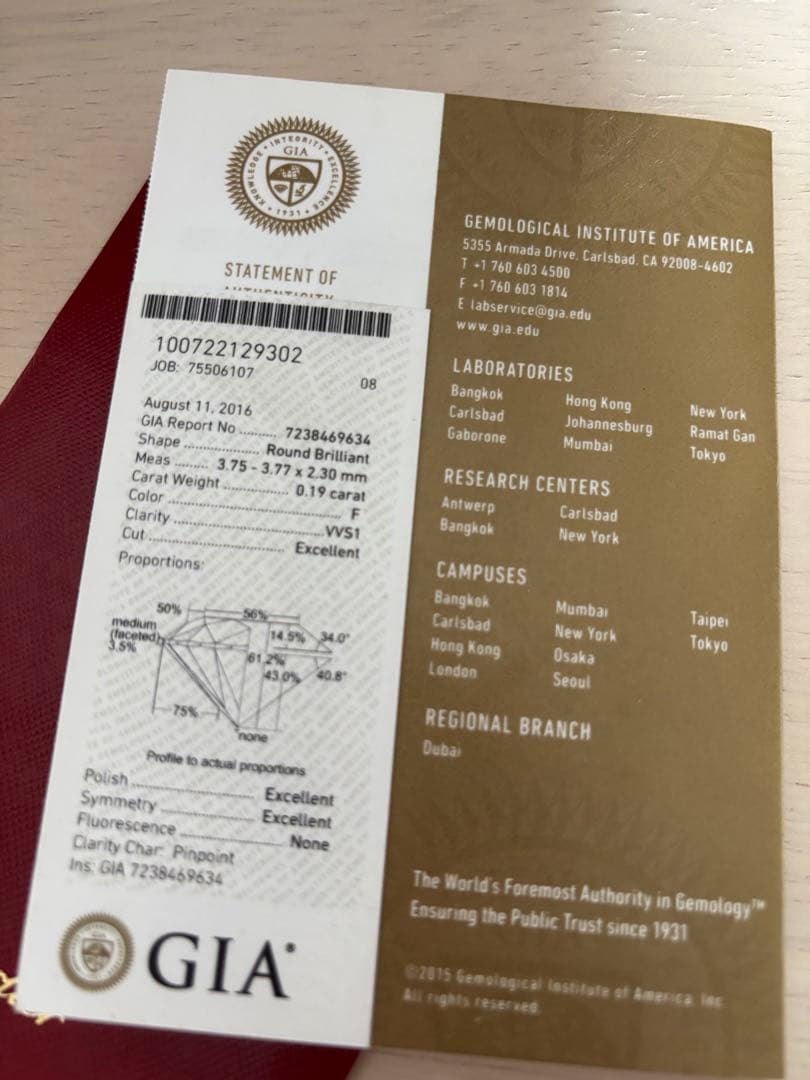 KNOWLEDGE • INTEGRITY • EXCELLENCE
GIA
• 1931 •
STATEMENT OF
AUTHENTICITY
100722129302
JOB: 75506107
08
August 11, 2016
GIA Report No .......... 7238469634
Shape .................. Round Brilliant
Meas ......... 3.75 - 3.77 x 2.30 mm
Carat Weight ................ 0.19 carat
Color ........................................ F
Clarity .................................. VVS1
Cut ................................ Excellent
Proportions:
50%
56%
medium
(faceted)
3.5%
14.5%
34.0°
61.2%
43.0%
40.8°
75%
none
Profile to actual proportions
Polish ......................... Excellent
Symmetry .................... Excellent
Fluorescence ..................... None
Clarity Char: Pinpoint
Ins: GIA 7238469634
GIA®
GEMOLOGICAL INSTITUTE OF AMERICA
5355 Armada Drive, Carlsbad, CA 92008-4602
T +1 760 603 4500
F +1 760 603 1814
E labservice@gia.edu
www.gia.edu
LABORATORIES
Bangkok Hong Kong New York
Carlsbad Johannesburg Ramat Gan
Gaborone Mumbai Tokyo
RESEARCH CENTERS
Antwerp Carlsbad
Bangkok New York
CAMPUSES
Bangkok Mumbai Taipei
Carlsbad New York Tokyo
Hong Kong Osaka
London Seoul
REGIONAL BRANCH
Dubai
The World's Foremost Authority in Gemology™
Ensuring the Public Trust since 1931
©2015 Gemological Institute of America, Inc
All rights reserved.